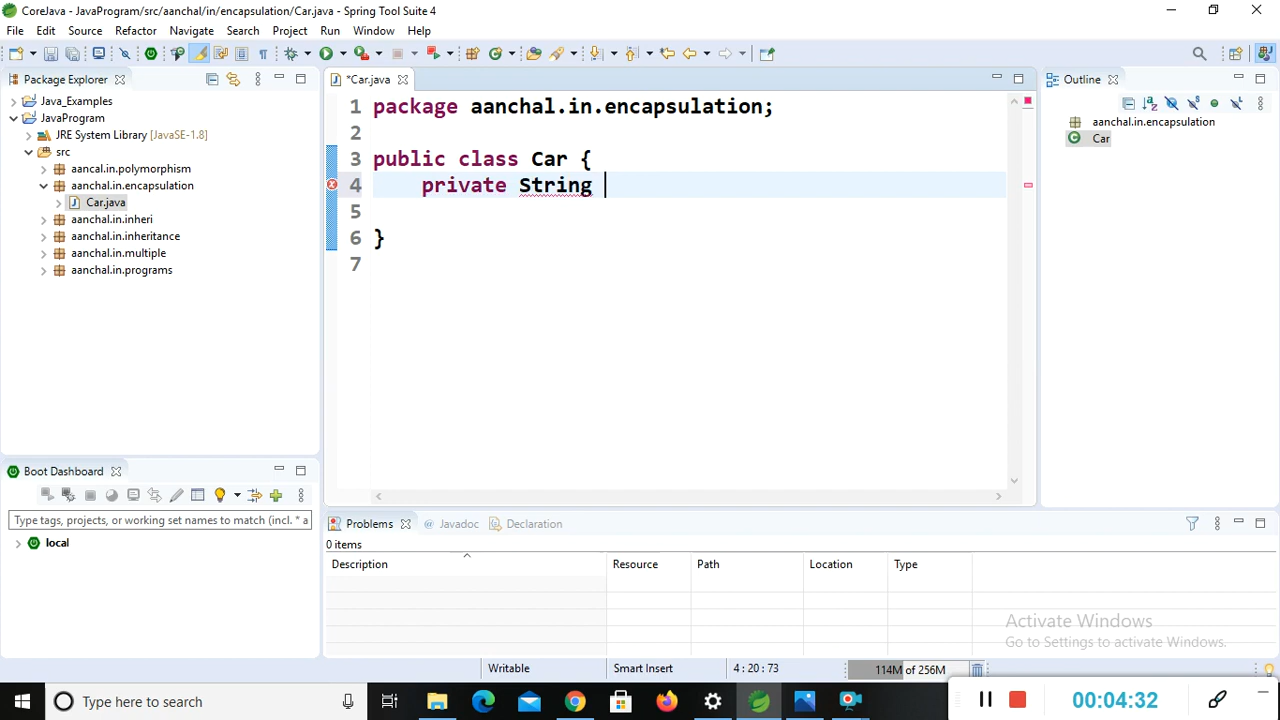 CoreJava - JavaProgram/src/aanchal/in/encapsulation/Car.java - Spring Tool Suite 4
File Edit Source Refactor Navigate Search Project Run Window Help
Package Explorer
Java_Examples
JavaProgram
JRE System Library [JavaSE-1.8]
src
aancal.in.polymorphism
aanchal.in.encapsulation
Car.java
aanchal.in.inheri
aanchal.in.inheritance
aanchal.in.multiple
aanchal.in.programs
*Car.java
1 package aanchal.in.encapsulation;
2
3 public class Car {
4 private String
5
6 }
7
Outline
aanchal.in.encapsulation
Car
Boot Dashboard
Type tags, projects, or working set names to match (incl. * a
local
Problems @ Javadoc Declaration
0 items
Description Resource Path Location Type
Activate Windows
Go to Settings to activate Windows.
Writable Smart Insert 4 : 20 : 73 114M of 256M
Type here to search
00:04:32